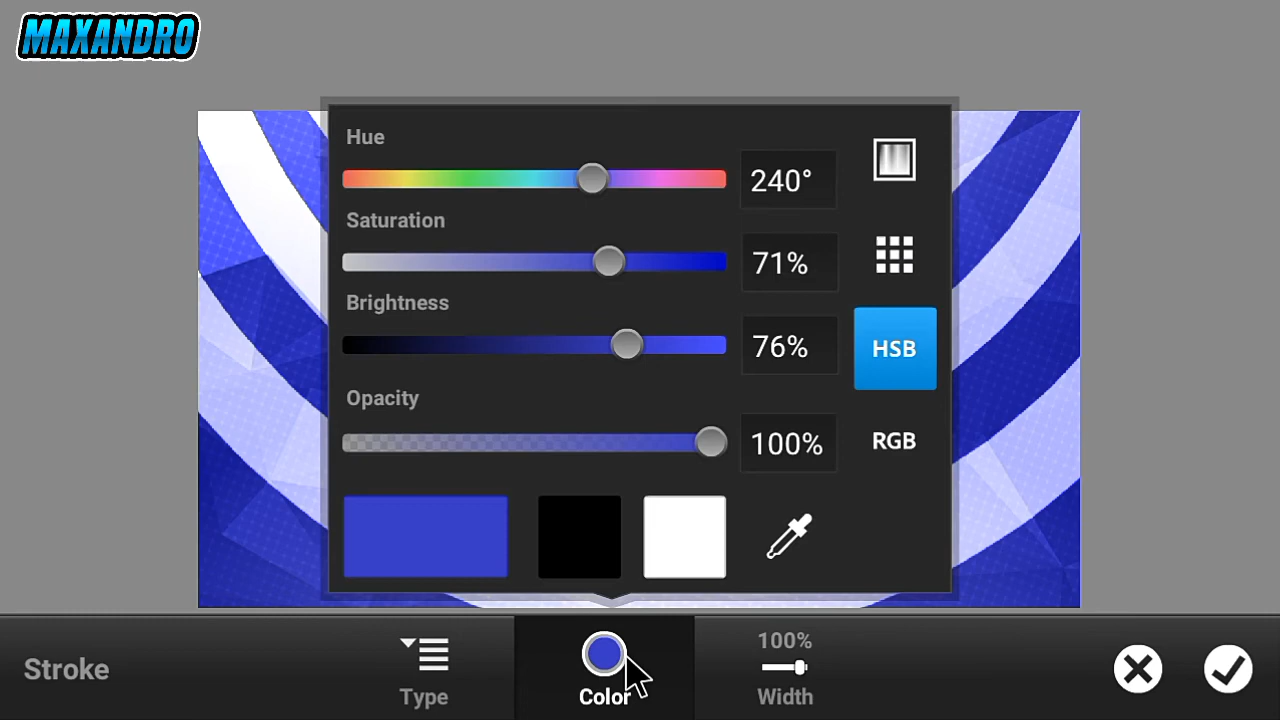 MAXANDRO
Hue
240°
Saturation
71%
Brightness
76%
HSB
Opacity
100%
RGB
Stroke
Type
Color
100%
Width